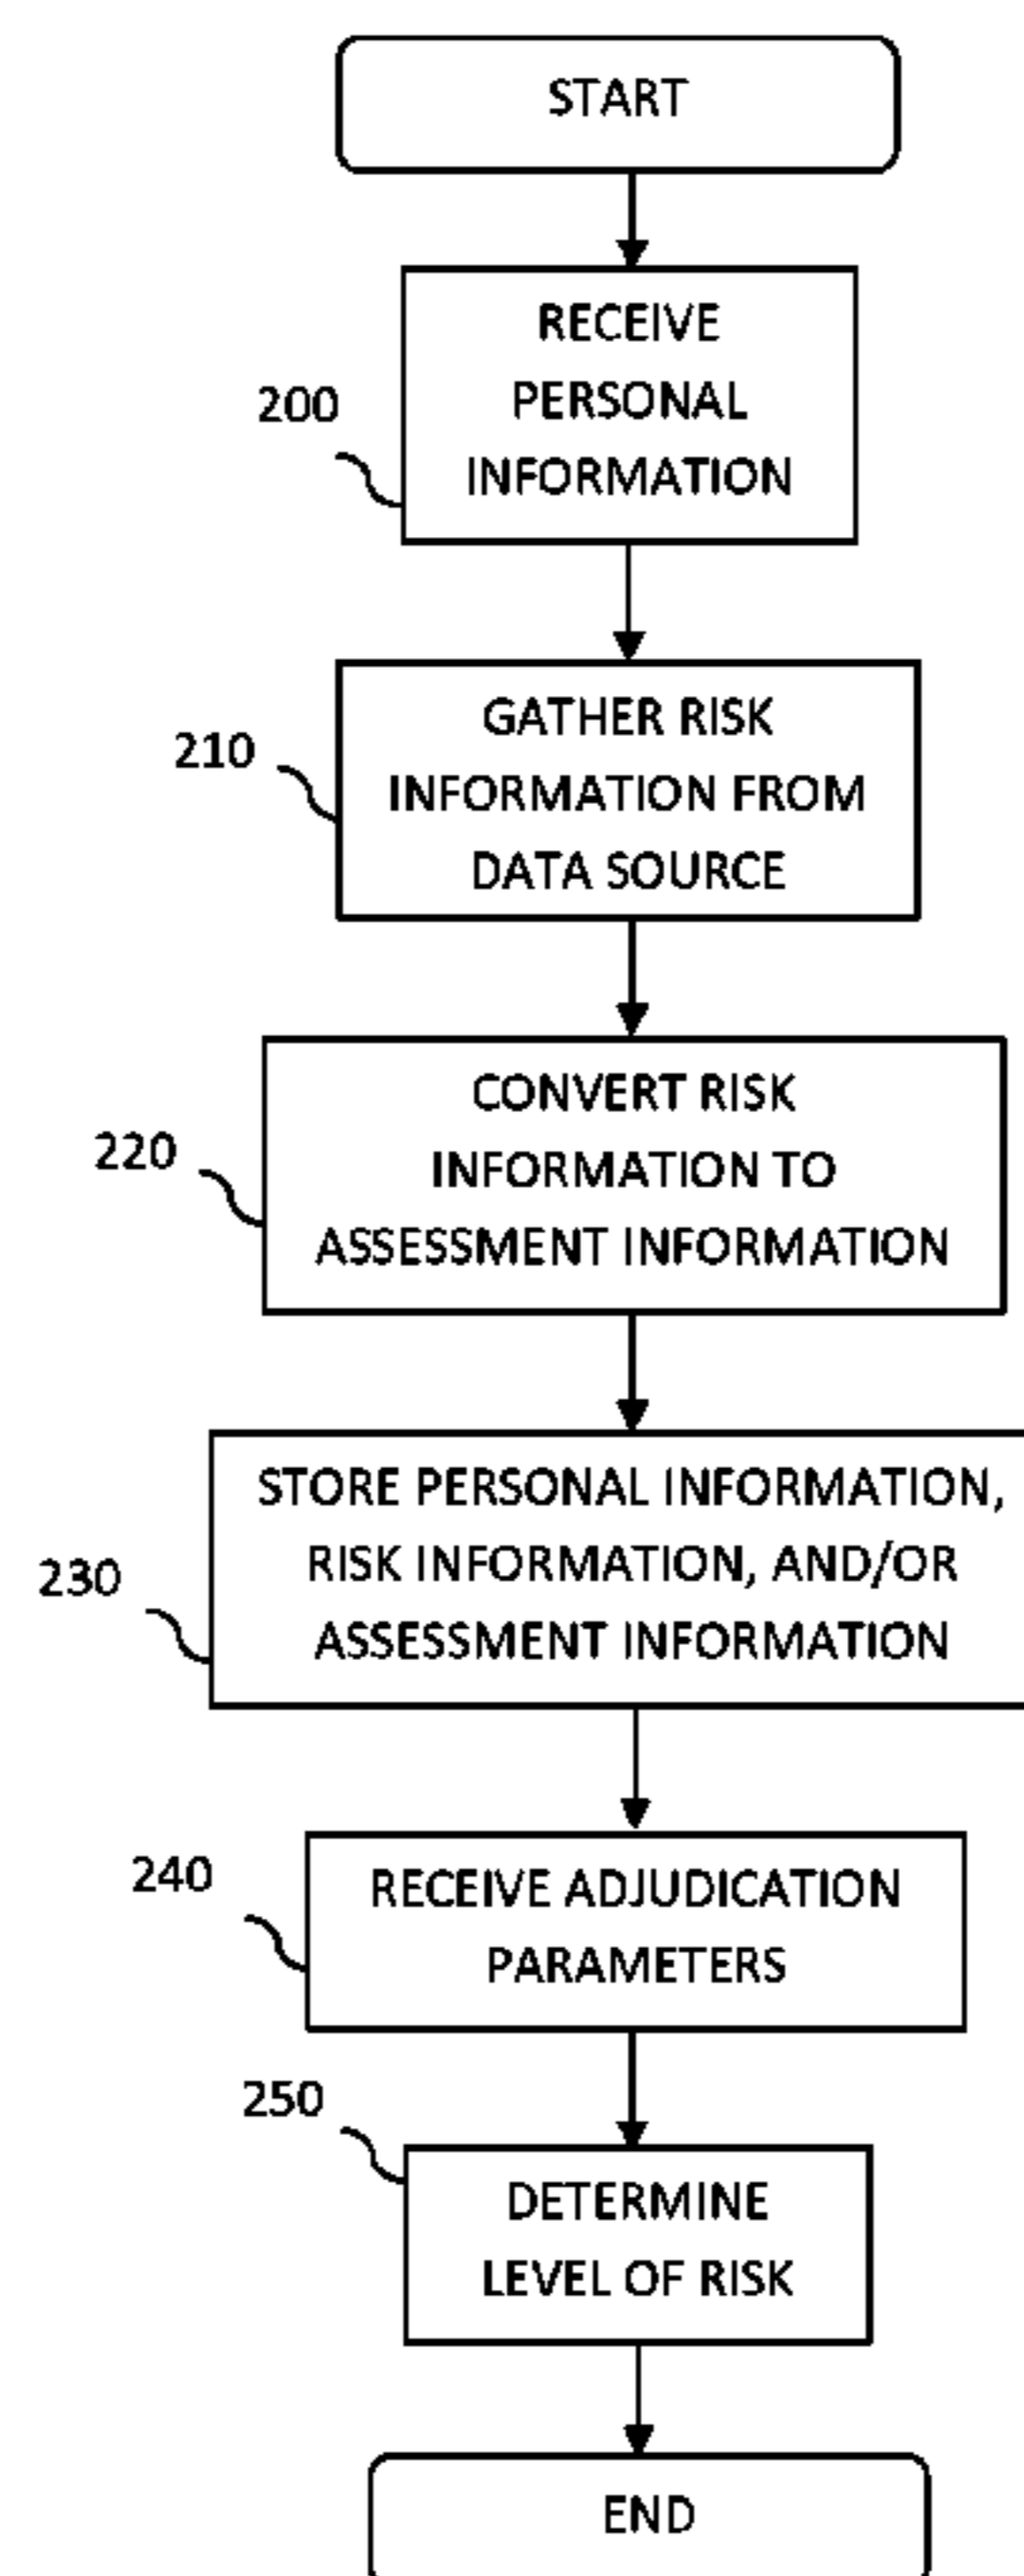 START
RECEIVE
PERSONAL
INFORMATION
200
GATHER RISK
INFORMATION FROM
DATA SOURCE
210
CONVERT RISK
INFORMATION TO
ASSESSMENT INFORMATION
220
STORE PERSONAL INFORMATION,
RISK INFORMATION, AND/OR
ASSESSMENT INFORMATION
230
RECEIVE ADJUDICATION
PARAMETERS
240
250
DETERMINE
LEVEL OF RISK
END